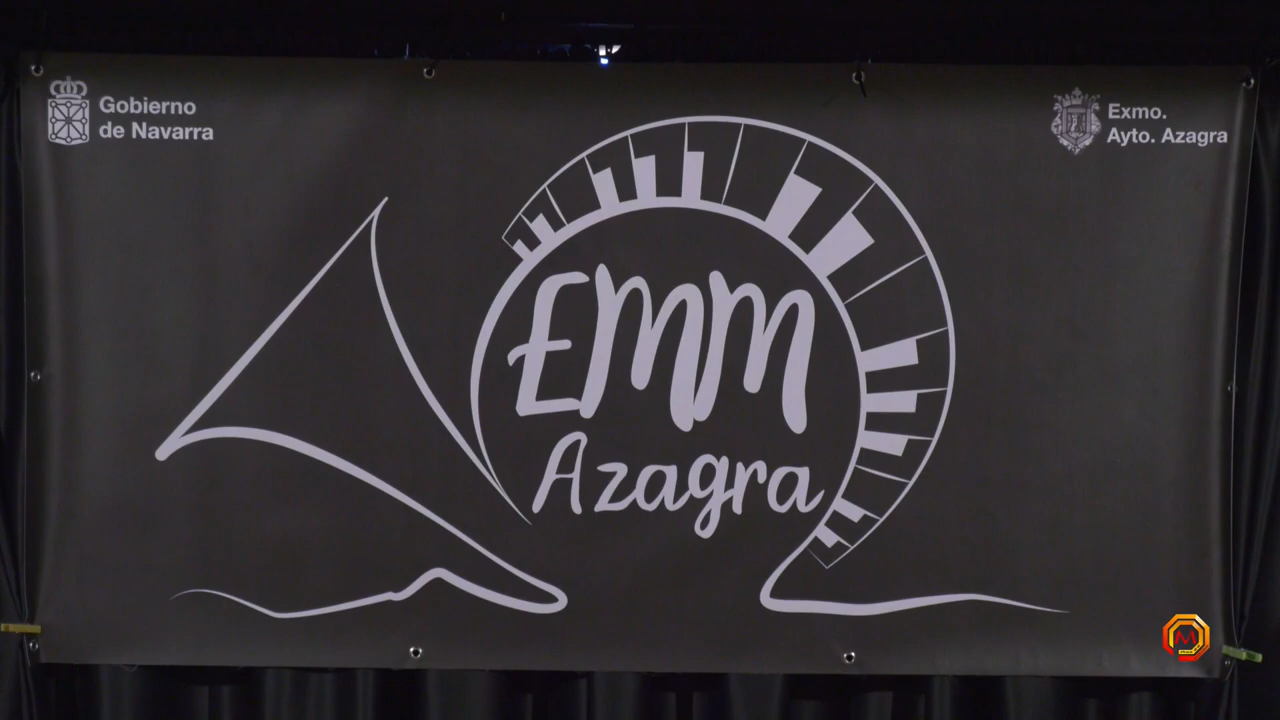 Gobierno
de Navarra
Exmo.
Ayto. Azagra
EMM
Azagra
M